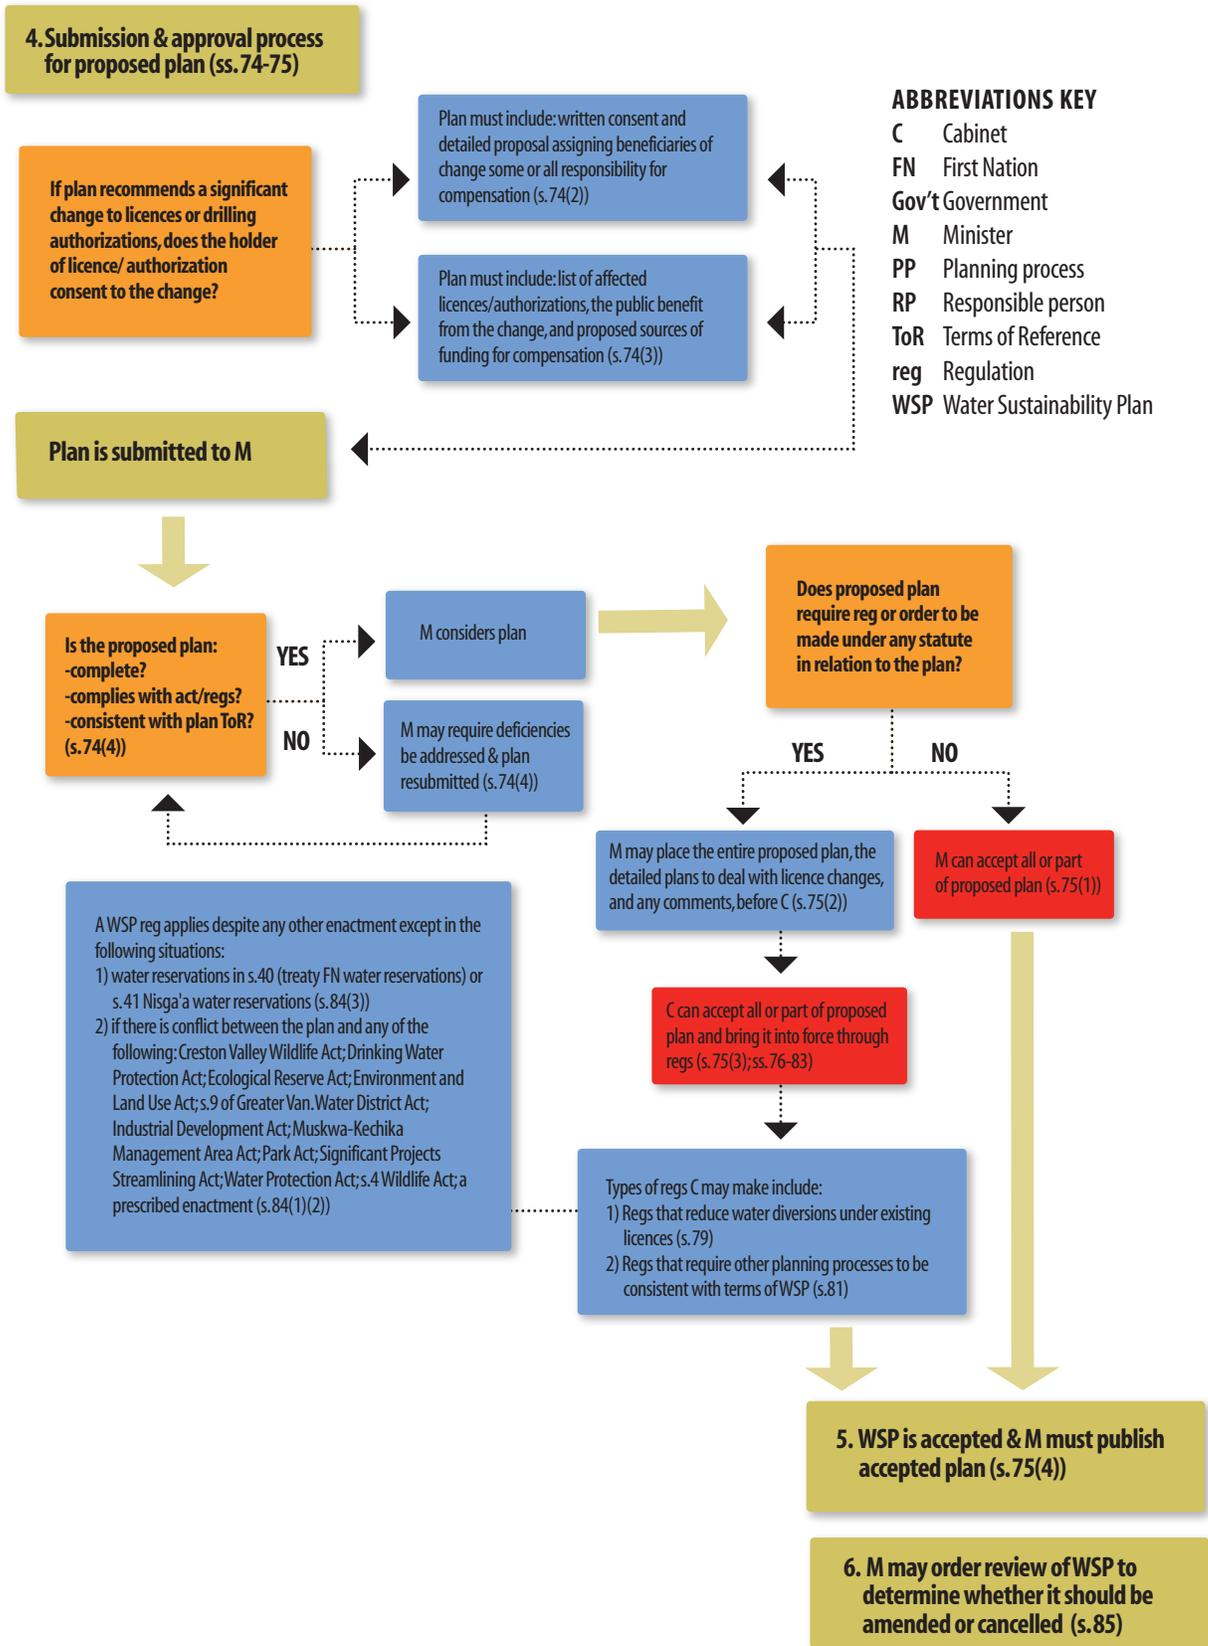 4. Submission & approval process
for proposed plan (ss. 74-75)
If plan recommends a significant
change to licences or drilling
authorizations, does the holder
of licence/ authorization
consent to the change?
Plan must include: written consent and
detailed proposal assigning beneficiaries of
change some or all responsibility for
compensation (s. 74(2))
Plan must include: list of affected
licences/authorizations, the public benefit
from the change, and proposed sources of
funding for compensation (s. 74(3))
ABBREVIATIONS KEY
C Cabinet
FN First Nation
Gov't Government
M Minister
PP Planning process
RP Responsible person
ToR Terms of Reference
reg Regulation
WSP Water Sustainability Plan
Plan is submitted to M
Is the proposed plan:
-complete?
-complies with act/regs?
-consistent with plan ToR?
(s. 74(4))
YES
NO
M considers plan
M may require deficiencies
be addressed & plan
resubmitted (s. 74(4))
Does proposed plan
require reg or order to be
made under any statute
in relation to the plan?
YES
NO
M may place the entire proposed plan, the
detailed plans to deal with licence changes,
and any comments, before C (s. 75(2))
M can accept all or part
of proposed plan (s. 75(1))
C can accept all or part of proposed
plan and bring it into force through
regs (s. 75(3); ss. 76-83)
A WSP reg applies despite any other enactment except in the
following situations:
1) water reservations in s. 40 (treaty FN water reservations) or
s. 41 Nisga'a water reservations (s. 84(3))
2) if there is conflict between the plan and any of the
following: Creston Valley Wildlife Act; Drinking Water
Protection Act; Ecological Reserve Act; Environment and
Land Use Act; s. 9 of Greater Van. Water District Act;
Industrial Development Act; Muskwa-Kechika
Management Area Act; Park Act; Significant Projects
Streamlining Act; Water Protection Act; s. 4 Wildlife Act; a
prescribed enactment (s. 84(1)(2))
Types of regs C may make include:
1) Regs that reduce water diversions under existing
licences (s. 79)
2) Regs that require other planning processes to be
consistent with terms of WSP (s.81)
5. WSP is accepted & M must publish
accepted plan (s. 75(4))
6. M may order review of WSP to
determine whether it should be
amended or cancelled (s. 85)